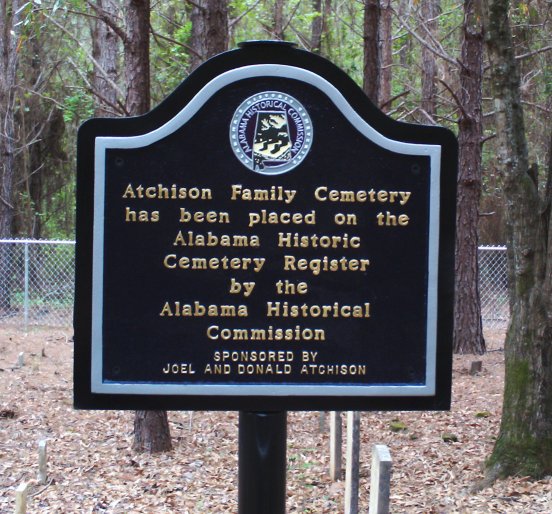 ALABAMA HISTORICAL COMMISSION
Atchison Family Cemetery
has been placed on the
Alabama Historic
Cemetery Register
by the
Alabama Historical
Commission
SPONSORED BY
JOEL AND DONALD ATCHISON